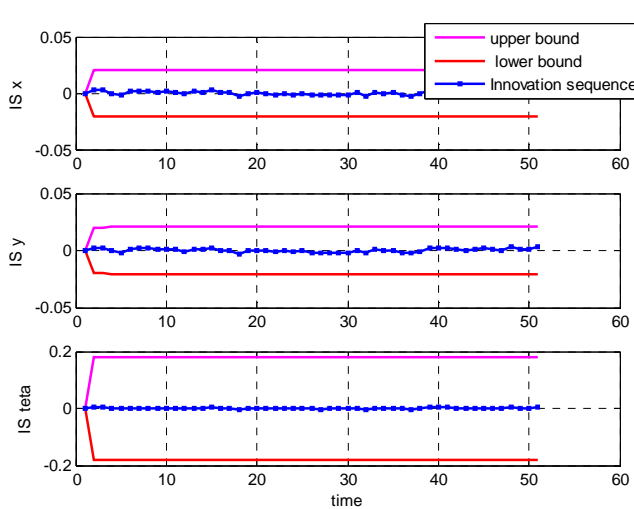 0.05
upper bound
lower bound
Innovation sequence
IS x
0
-0.05
0 10 20 30 40 50 60
0.05
IS y
0
-0.05
0 10 20 30 40 50 60
0.2
IS teta
0
-0.2
0 10 20 30 40 50 60
time